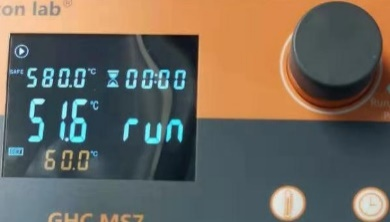 on lab®
SAFE 580.0°C 00:00
51.6°C run
60.0°C
GHC MS7